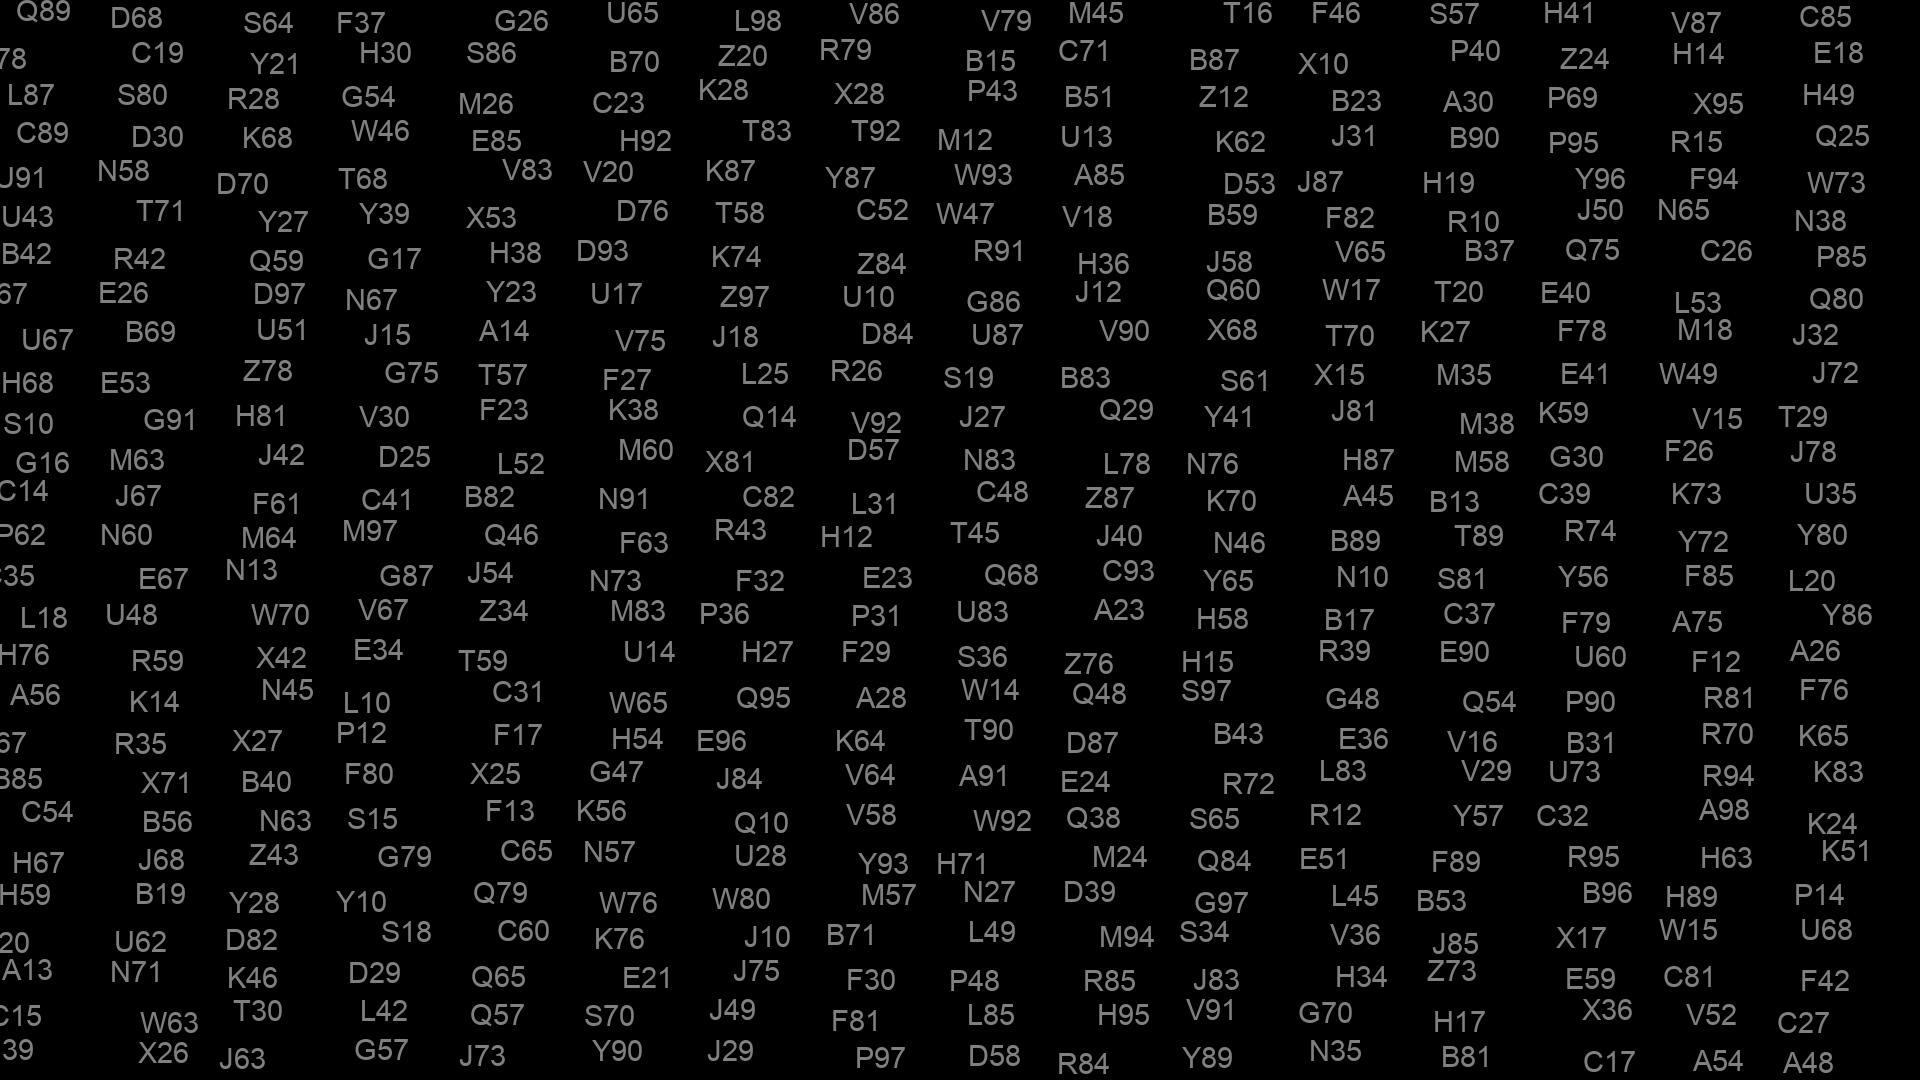 Q89 D68 S64 F37 G26 U65 L98 V86 V79 M45 T16 F46 S57 H41 V87 C85
78 C19 Y21 H30 S86 B70 Z20 R79 B15 C71 B87 X10 P40 Z24 H14 E18
L87 S80 R28 G54 M26 C23 K28 X28 P43 B51 Z12 B23 A30 P69 X95 H49
C89 D30 K68 W46 E85 H92 T83 T92 M12 U13 K62 J31 B90 P95 R15 Q25
J91 N58 D70 T68 V83 V20 K87 Y87 W93 A85 D53 J87 H19 Y96 F94 W73
U43 T71 Y27 Y39 X53 D76 T58 C52 W47 V18 B59 F82 R10 J50 N65 N38
B42 R42 Q59 G17 H38 D93 K74 Z84 R91 H36 J58 V65 B37 Q75 C26 P85
67 E26 D97 N67 Y23 U17 Z97 U10 G86 J12 Q60 W17 T20 E40 L53 Q80
U67 B69 U51 J15 A14 V75 J18 D84 U87 V90 X68 T70 K27 F78 M18 J32
H68 E53 Z78 G75 T57 F27 L25 R26 S19 B83 S61 X15 M35 E41 W49 J72
S10 G91 H81 V30 F23 K38 Q14 V92 J27 Q29 Y41 J81 M38 K59 V15 T29
G16 M63 J42 D25 L52 M60 X81 D57 N83 L78 N76 H87 M58 G30 F26 J78
C14 J67 F61 C41 B82 N91 C82 L31 C48 Z87 K70 A45 B13 C39 K73 U35
P62 N60 M64 M97 Q46 F63 R43 H12 T45 J40 N46 B89 T89 R74 Y72 Y80
35 E67 N13 G87 J54 N73 F32 E23 Q68 C93 Y65 N10 S81 Y56 F85 L20
L18 U48 W70 V67 Z34 M83 P36 P31 U83 A23 H58 B17 C37 F79 A75 Y86
H76 R59 X42 E34 T59 U14 H27 F29 S36 Z76 H15 R39 E90 U60 F12 A26
A56 K14 N45 L10 C31 W65 Q95 A28 W14 Q48 S97 G48 Q54 P90 R81 F76
67 R35 X27 P12 F17 H54 E96 K64 T90 D87 B43 E36 V16 B31 R70 K65
B85 X71 B40 F80 X25 G47 J84 V64 A91 E24 R72 L83 V29 U73 R94 K83
C54 B56 N63 S15 F13 K56 Q10 V58 W92 Q38 S65 R12 Y57 C32 A98 K24
H67 J68 Z43 G79 C65 N57 U28 Y93 H71 M24 Q84 E51 F89 R95 H63 K51
H59 B19 Y28 Y10 Q79 W76 W80 M57 N27 D39 G97 L45 B53 B96 H89 P14
20 U62 D82 S18 C60 K76 J10 B71 L49 M94 S34 V36 J85 X17 W15 U68
A13 N71 K46 D29 Q65 E21 J75 F30 P48 R85 J83 H34 Z73 E59 C81 F42
C15 W63 T30 L42 Q57 S70 J49 F81 L85 H95 V91 G70 H17 X36 V52 C27
39 X26 J63 G57 J73 Y90 J29 P97 D58 R84 Y89 N35 B81 C17 A54 A48